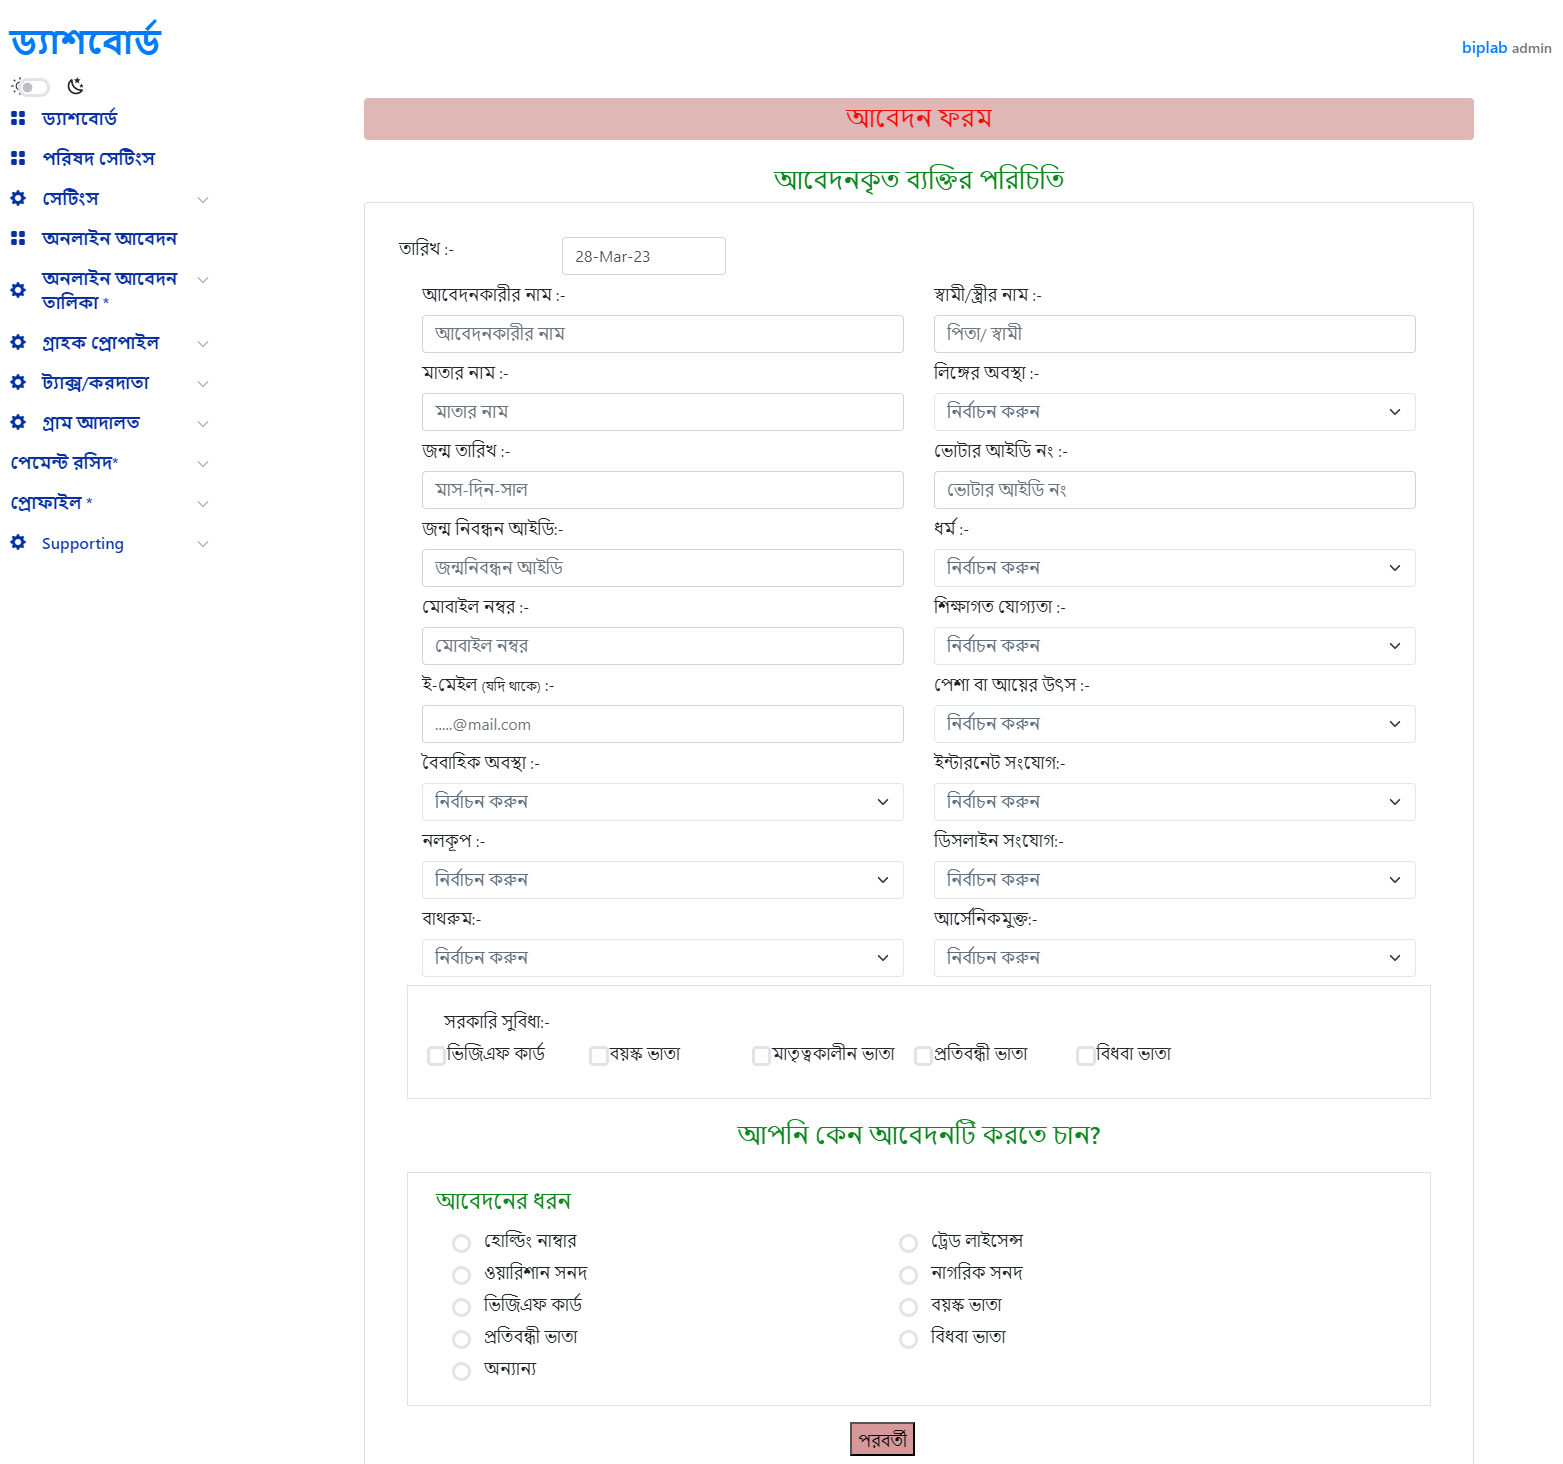 ড্যাশবোর্ড
biplab admin
ড্যাশবোর্ড
পরিষদ সেটিংস
সেটিংস
অনলাইন আবেদন
অনলাইন আবেদন
তালিকা *
গ্রাহক প্রোপাইল
ট্যাক্স/করদাতা
গ্রাম আদালত
পেমেন্ট রসিদ*
প্রোফাইল *
Supporting
আবেদন ফরম
আবেদনকৃত ব্যক্তির পরিচিতি
তারিখ :- 28-Mar-23
আবেদনকারীর নাম :- স্বামী/স্ত্রীর নাম :-
আবেদনকারীর নাম পিতা/ স্বামী
মাতার নাম :- লিঙ্গের অবস্থা :-
মাতার নাম নির্বাচন করুন
জন্ম তারিখ :- ভোটার আইডি নং :-
মাস-দিন-সাল ভোটার আইডি নং
জন্ম নিবন্ধন আইডি:- ধর্ম :-
জন্মনিবন্ধন আইডি নির্বাচন করুন
মোবাইল নম্বর :- শিক্ষাগত যোগ্যতা :-
মোবাইল নম্বর নির্বাচন করুন
ই-মেইল (যদি থাকে) :- পেশা বা আয়ের উৎস :-
.....@mail.com নির্বাচন করুন
বৈবাহিক অবস্থা :- ইন্টারনেট সংযোগ:-
নির্বাচন করুন নির্বাচন করুন
নলকূপ :- ডিসলাইন সংযোগ:-
নির্বাচন করুন নির্বাচন করুন
বাথরুম:- আর্সেনিকমুক্ত:-
নির্বাচন করুন নির্বাচন করুন
সরকারি সুবিধা:-
ভিজিএফ কার্ড বয়স্ক ভাতা মাতৃত্বকালীন ভাতা প্রতিবন্ধী ভাতা বিধবা ভাতা
আপনি কেন আবেদনটি করতে চান?
আবেদনের ধরন
হোল্ডিং নাম্বার ট্রেড লাইসেন্স
ওয়ারিশান সনদ নাগরিক সনদ
ভিজিএফ কার্ড বয়স্ক ভাতা
প্রতিবন্ধী ভাতা বিধবা ভাতা
অন্যান্য
পরবর্তী